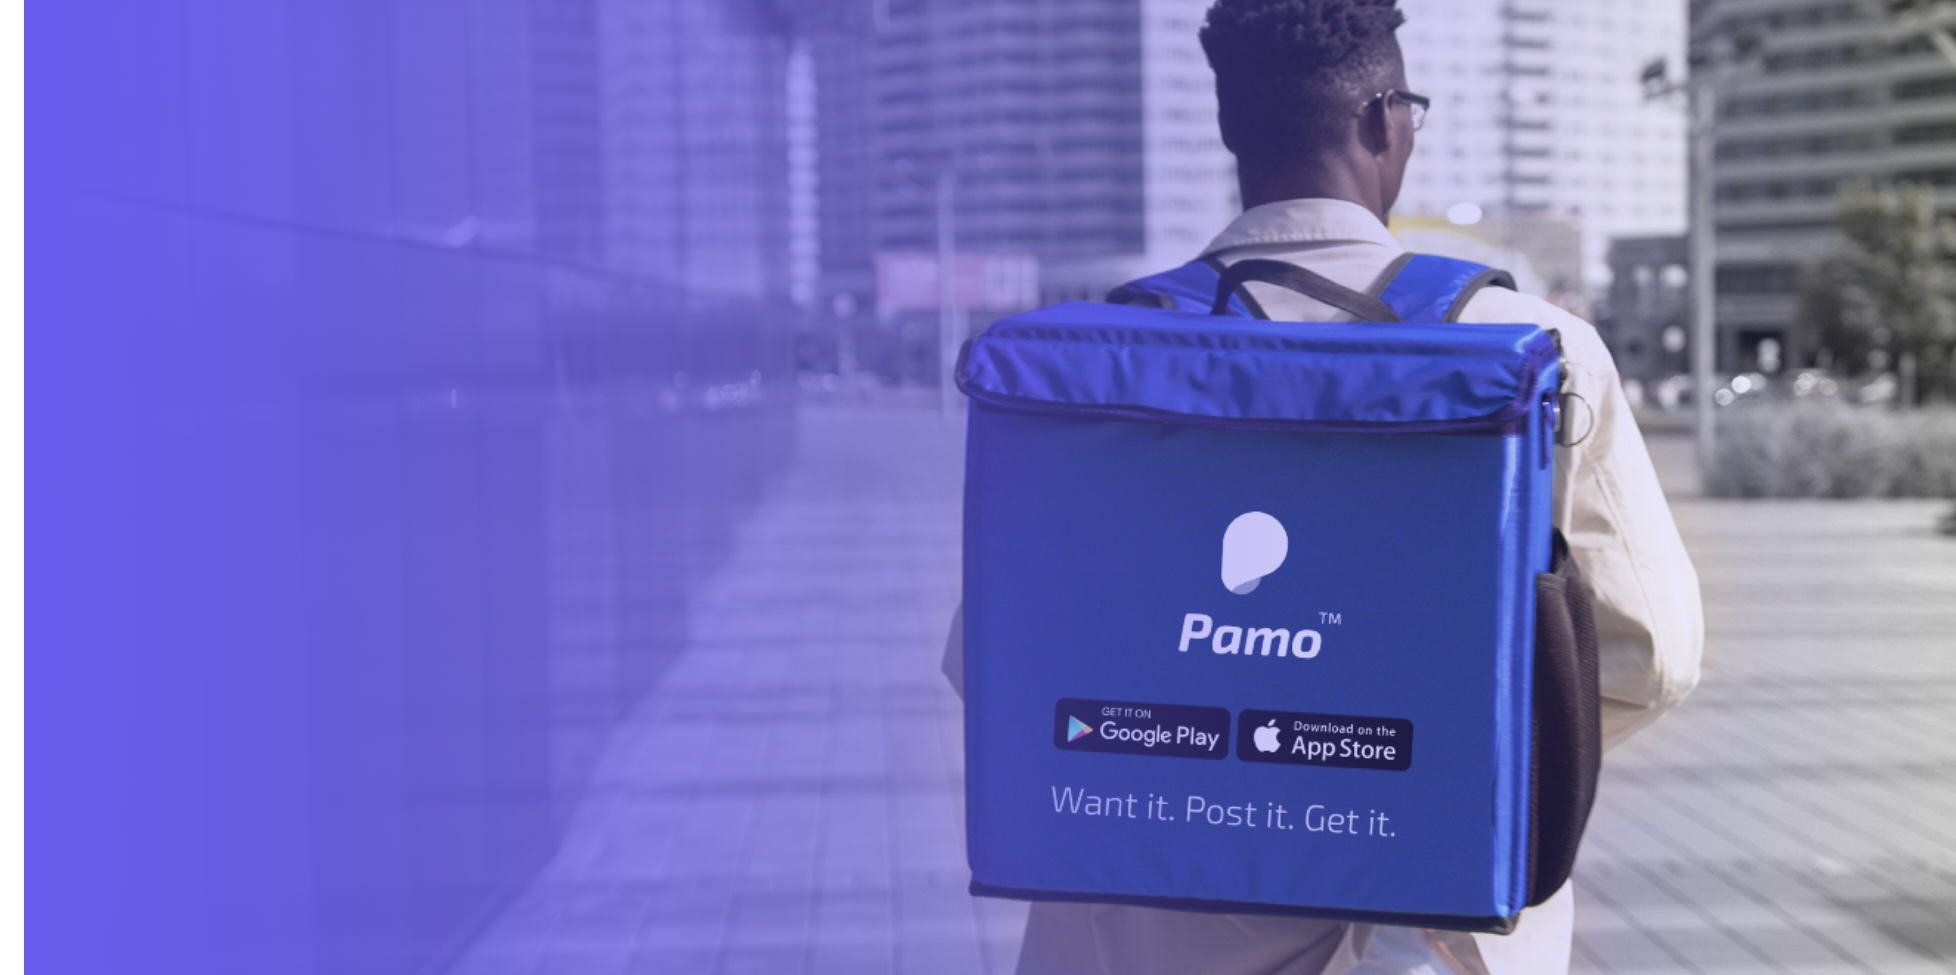 Pamo™
GET IT ON
Google Play
Download on the
App Store
Want it. Post it. Get it.